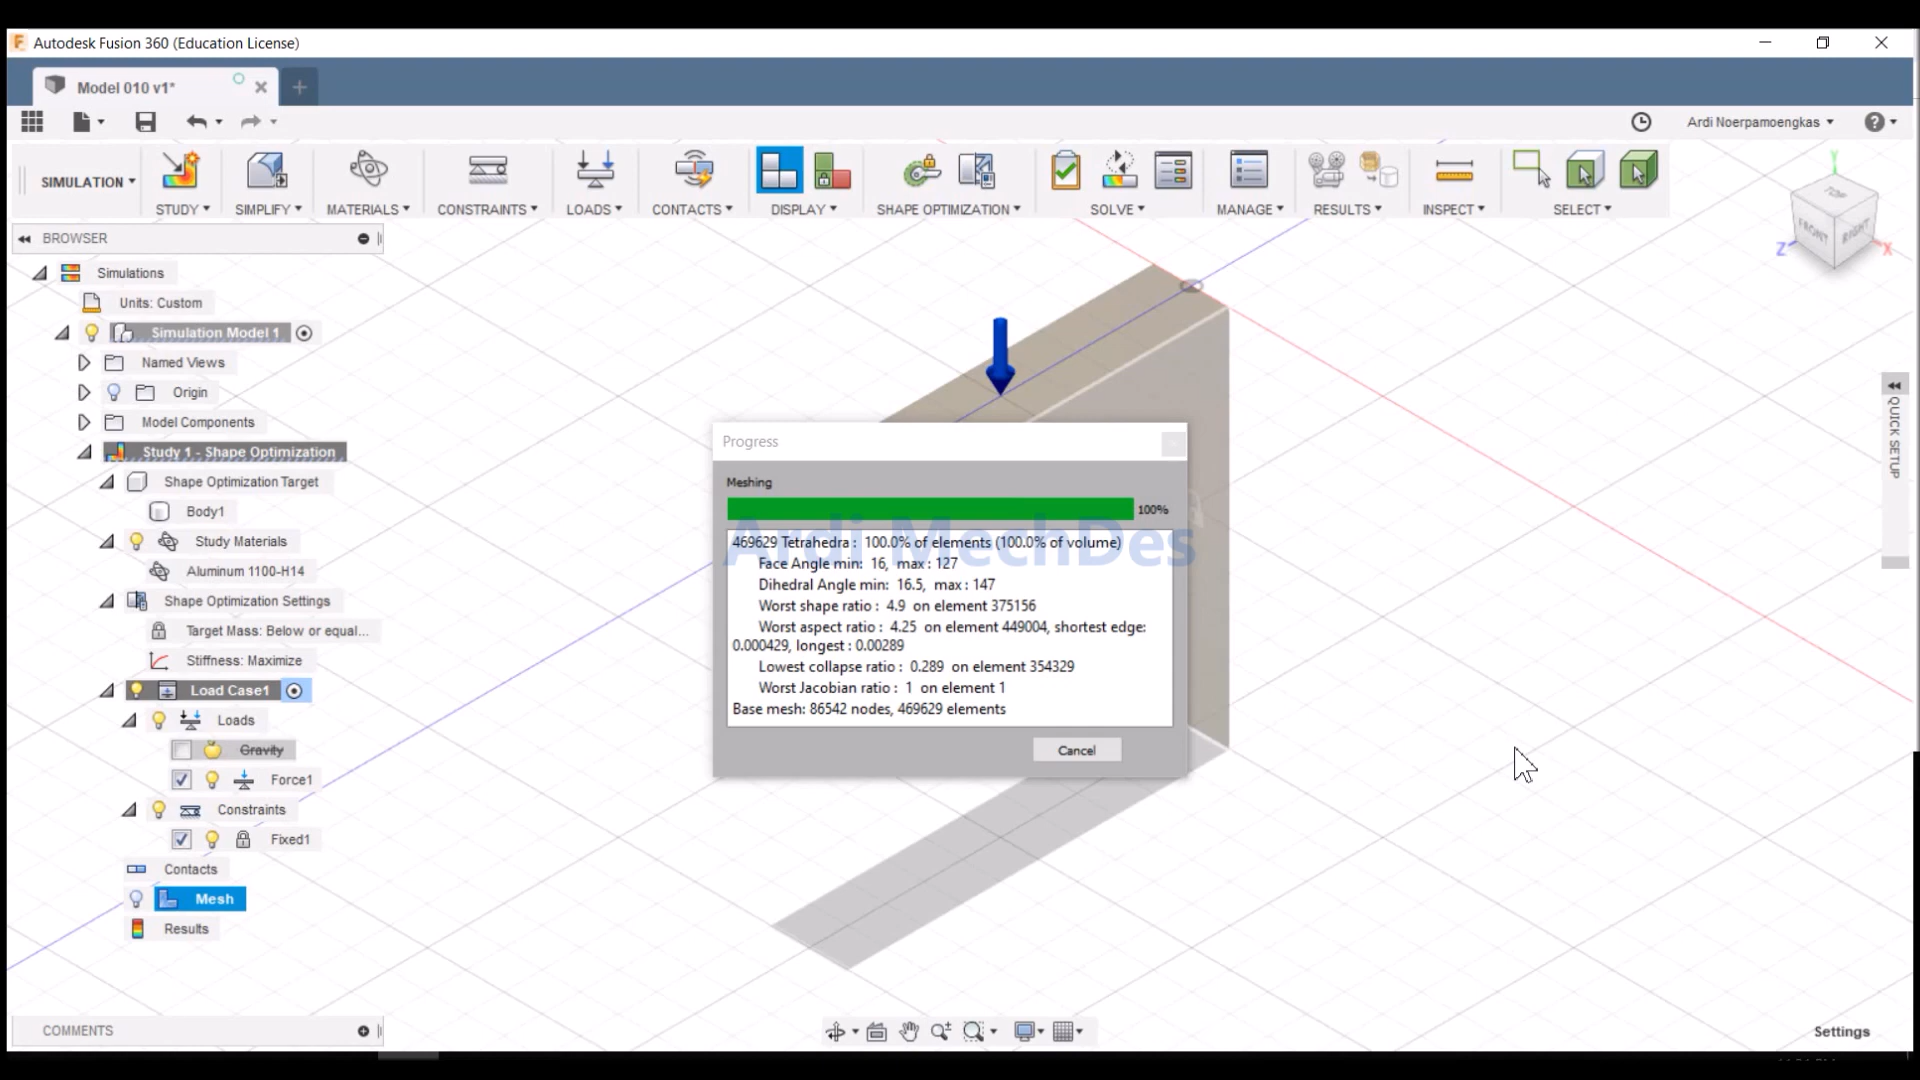 Autodesk Fusion 360 (Education License)
Model 010 v1*
Ardi Noerpamoengkas
SIMULATION
STUDY
SIMPLIFY
MATERIALS
CONSTRAINTS
LOADS
CONTACTS
DISPLAY
SHAPE OPTIMIZATION
SOLVE
MANAGE
RESULTS
INSPECT
SELECT
TOP
FRONT
RIGHT
Y
Z
X
BROWSER
Simulations
Units: Custom
Simulation Model 1
Named Views
Origin
Model Components
Study 1 - Shape Optimization
Shape Optimization Target
Body1
Study Materials
Aluminum 1100-H14
Shape Optimization Settings
Target Mass: Below or equal...
Stiffness: Maximize
Load Case1
Loads
Gravity
Force1
Constraints
Fixed1
Contacts
Mesh
Results
QUICK SETUP
Progress
Meshing
100%
Ardi MechDes
469629 Tetrahedra : 100.0% of elements (100.0% of volume)
Face Angle min: 16, max : 127
Dihedral Angle min: 16.5, max : 147
Worst shape ratio : 4.9 on element 375156
Worst aspect ratio : 4.25 on element 449004, shortest edge:
0.000429, longest : 0.00289
Lowest collapse ratio : 0.289 on element 354329
Worst Jacobian ratio : 1 on element 1
Base mesh: 86542 nodes, 469629 elements
Cancel
COMMENTS
Settings